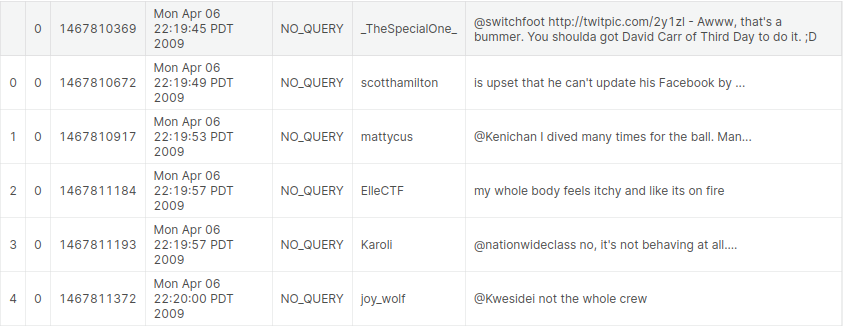 0 1467810369 Mon Apr 06 22:19:45 PDT 2009 NO_QUERY _TheSpecialOne_ @switchfoot http://twitpic.com/2y1zl - Awww, that's a bummer. You shoulda got David Carr of Third Day to do it. ;D
0 0 1467810672 Mon Apr 06 22:19:49 PDT 2009 NO_QUERY scotthamilton is upset that he can't update his Facebook by ...
1 0 1467810917 Mon Apr 06 22:19:53 PDT 2009 NO_QUERY mattycus @Kenichan I dived many times for the ball. Man...
2 0 1467811184 Mon Apr 06 22:19:57 PDT 2009 NO_QUERY ElleCTF my whole body feels itchy and like its on fire
3 0 1467811193 Mon Apr 06 22:19:57 PDT 2009 NO_QUERY Karoli @nationwideclass no, it's not behaving at all....
4 0 1467811372 Mon Apr 06 22:20:00 PDT 2009 NO_QUERY joy_wolf @Kwesidei not the whole crew